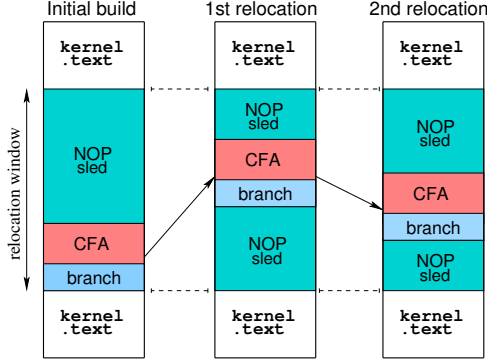 Initial build
1st relocation
2nd relocation
kernel
.text
kernel
.text
kernel
.text
relocation window
NOP
sled
CFA
branch
NOP
sled
CFA
branch
NOP
sled
NOP
sled
CFA
branch
NOP
sled
kernel
.text
kernel
.text
kernel
.text